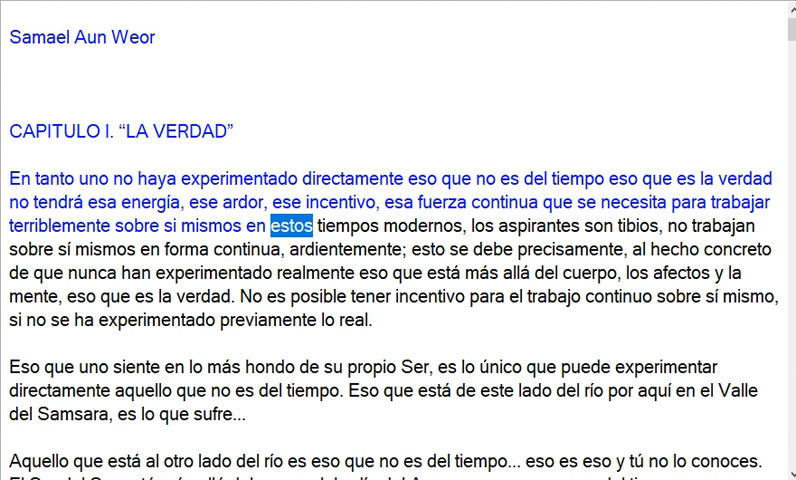 Samael Aun Weor
CAPITULO I. “LA VERDAD”
En tanto uno no haya experimentado directamente eso que no es del tiempo eso que es la verdad
no tendrá esa energía, ese ardor, ese incentivo, esa fuerza continua que se necesita para trabajar
terriblemente sobre si mismos en estos tiempos modernos, los aspirantes son tibios, no trabajan
sobre sí mismos en forma continua, ardientemente; esto se debe precisamente, al hecho concreto
de que nunca han experimentado realmente eso que está más allá del cuerpo, los afectos y la
mente, eso que es la verdad. No es posible tener incentivo para el trabajo continuo sobre sí mismo,
si no se ha experimentado previamente lo real.
Eso que uno siente en lo más hondo de su propio Ser, es lo único que puede experimentar
directamente aquello que no es del tiempo. Eso que está de este lado del río por aquí en el Valle
del Samsara, es lo que sufre...
Aquello que está al otro lado del río es eso que no es del tiempo... eso es eso y tú no lo conoces.